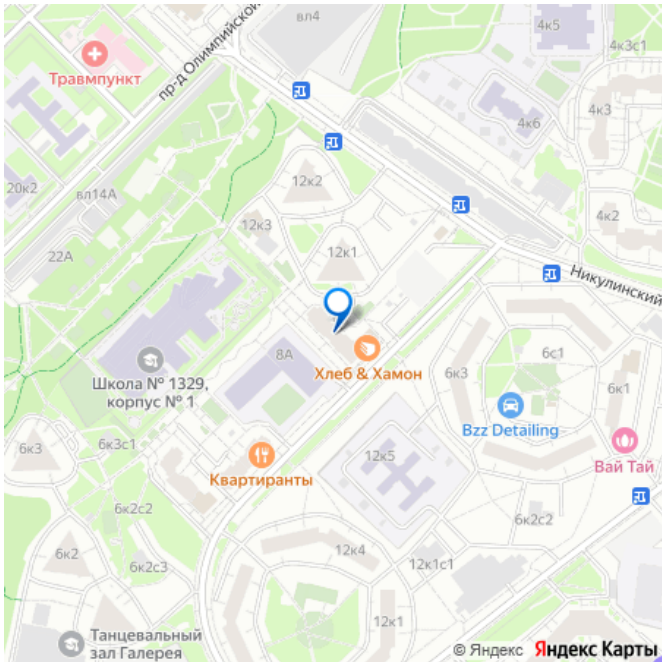 вл4
4к5
4к3с1
Травмпункт
пр-д Олимпийской
4к3
4к6
20к2
вл14А
12к2
12к3
4к2
22А
12к1
Никулинский
8А
Хлеб & Хамон
6к3
6с1
6к1
Школа № 1329,
корпус № 1
Bzz Detailing
6к3
6к3с1
12к5
Вай Тай
Квартиранты
6к2с2
6к2с2
6к2
6к2с3
12к4
12к1с1
Танцевальный
зал Галерея
© Яндекс Яндекс Карты